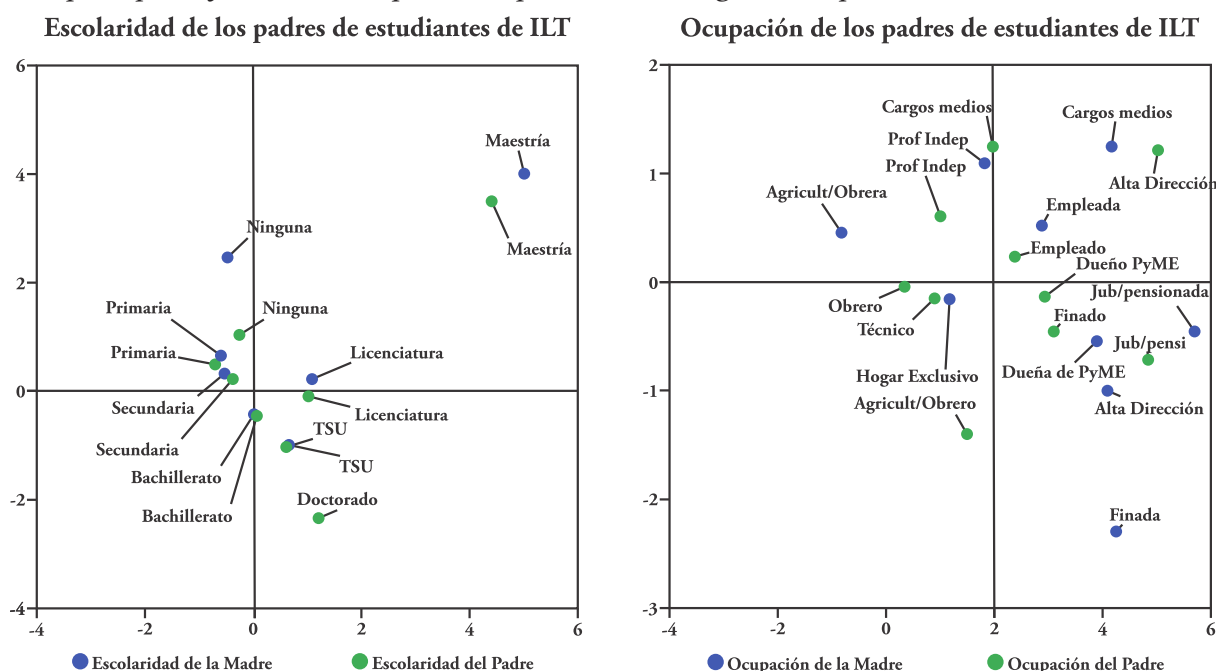 Escolaridad de los padres de estudiantes de ILT
6
4
2
0
-2
-4
-4
-2
0
2
4
6
Maestría
Maestría
Ninguna
Ninguna
Primaria
Primaria
Licenciatura
Licenciatura
Secundaria
Secundaria
TSU
TSU
Bachillerato
Bachillerato
Doctorado
Escolaridad de la Madre
Escolaridad del Padre
Ocupación de los padres de estudiantes de ILT
2
1
0
-1
-2
-3
-4
-2
0
2
4
6
Cargos medios
Cargos medios
Prof Indep
Prof Indep
Alta Dirección
Agricult/Obrera
Empleada
Empleado
Dueño PyME
Jub/pensionada
Obrero
Finado
Técnico
Jub/pensi
Dueña de PyME
Hogar Exclusivo
Agricult/Obrero
Alta Dirección
Finada
Ocupación de la Madre
Ocupación del Padre